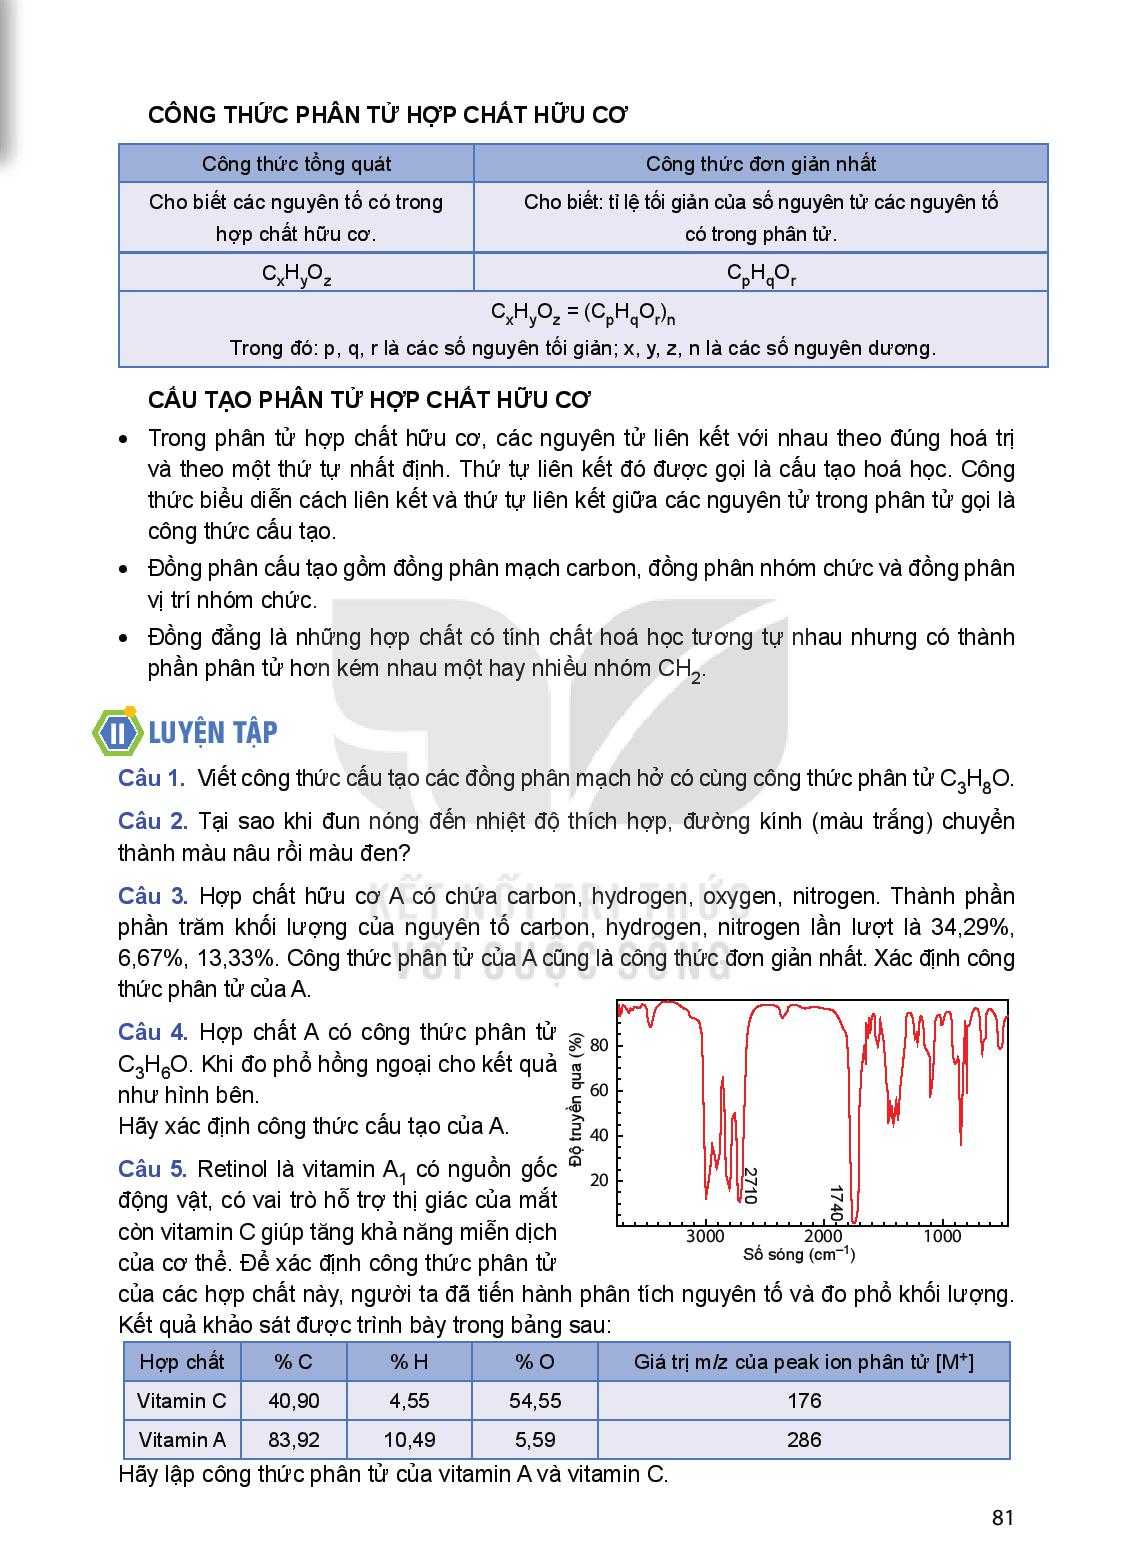 CÔNG THỨC PHÂN TỬ HỢP CHẤT HỮU CƠ
Công thức tổng quát
Công thức đơn giản nhất
Cho biết các nguyên tố có trong
hợp chất hữu cơ.
Cho biết: tỉ lệ tối giản của số nguyên tử các nguyên tố
có trong phân tử.
CxHyOz
CpHqOr
CxHyOz = (CpHqOr)n
Trong đó: p, q, r là các số nguyên tối giản; x, y, z, n là các số nguyên dương.
CẤU TẠO PHÂN TỬ HỢP CHẤT HỮU CƠ
• Trong phân tử hợp chất hữu cơ, các nguyên tử liên kết với nhau theo đúng hoá trị
và theo một thứ tự nhất định. Thứ tự liên kết đó được gọi là cấu tạo hoá học. Công
thức biểu diễn cách liên kết và thứ tự liên kết giữa các nguyên tử trong phân tử gọi là
công thức cấu tạo.
• Đồng phân cấu tạo gồm đồng phân mạch carbon, đồng phân nhóm chức và đồng phân
vị trí nhóm chức.
• Đồng đẳng là những hợp chất có tính chất hoá học tương tự nhau nhưng có thành
phần phân tử hơn kém nhau một hay nhiều nhóm CH₂.
II LUYỆN TẬP
Câu 1. Viết công thức cấu tạo các đồng phân mạch hở có cùng công thức phân tử C₃H₈O.
Câu 2. Tại sao khi đun nóng đến nhiệt độ thích hợp, đường kính (màu trắng) chuyển
thành màu nâu rồi màu đen?
KẾT NỐI TRI THỨC
VỚI CUỘC SỐNG
Câu 3. Hợp chất hữu cơ A có chứa carbon, hydrogen, oxygen, nitrogen. Thành phần
phần trăm khối lượng của nguyên tố carbon, hydrogen, nitrogen lần lượt là 34,29%,
6,67%, 13,33%. Công thức phân tử của A cũng là công thức đơn giản nhất. Xác định công
thức phân tử của A.
Câu 4. Hợp chất A có công thức phân tử
C₃H₆O. Khi đo phổ hồng ngoại cho kết quả
như hình bên.
Hãy xác định công thức cấu tạo của A.
Độ truyền qua (%)
80
60
40
20
2710
1740
3000 2000 1000
Số sóng (cm⁻¹)
Câu 5. Retinol là vitamin A₁ có nguồn gốc
động vật, có vai trò hỗ trợ thị giác của mắt
còn vitamin C giúp tăng khả năng miễn dịch
của cơ thể. Để xác định công thức phân tử
của các hợp chất này, người ta đã tiến hành phân tích nguyên tố và đo phổ khối lượng.
Kết quả khảo sát được trình bày trong bảng sau:
Hợp chất % C % H % O Giá trị m/z của peak ion phân tử [M⁺]
Vitamin C 40,90 4,55 54,55 176
Vitamin A 83,92 10,49 5,59 286
Hãy lập công thức phân tử của vitamin A và vitamin C.
81